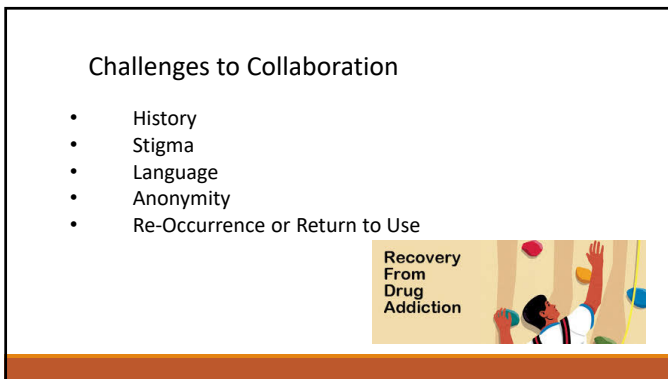 Challenges to Collaboration
• History
• Stigma
• Language
• Anonymity
• Re-Occurrence or Return to Use
Recovery
From
Drug
Addiction